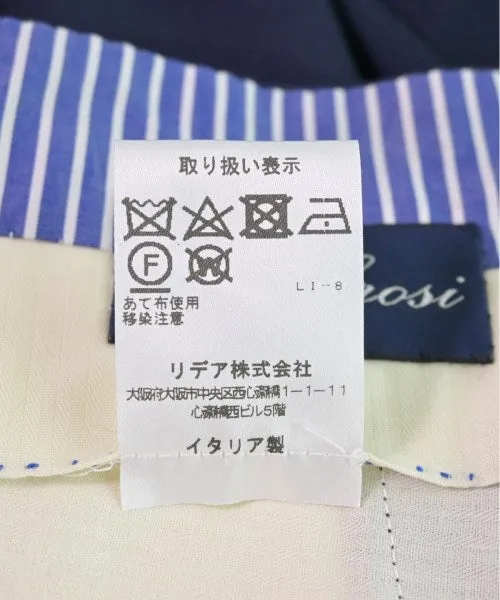 取り扱い表示
F W
LI-8
あて布使用
移染注意
リデア株式会社
大阪府大阪市中央区西心斎橋1-1-11
心斎橋西ビル5階
イタリア製